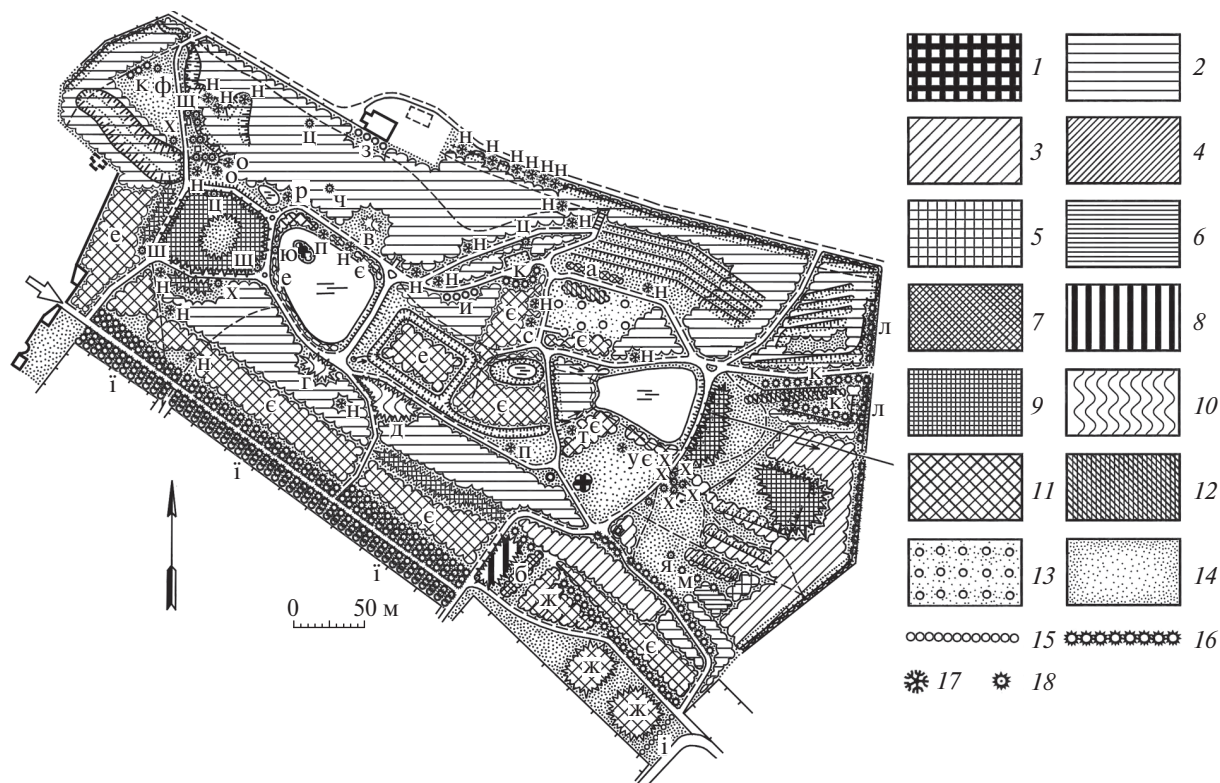 к ф
н
н н
щ
ц
з
н
н
н
н н н
х
о
о
н
ц
р
ч
н
н
ц
е
ю п
в
н
є
е
н
н
н
к
а
н
ш
щ
х
н
н
и
є
н
с
є
н
л
к
к
л
е
г
н
д
є
н
є
т
є
у є
х
х
х
х
п
ї
ї
ї
є
б
ж
є
я
м
ж
ж
і
0 50 м
1 2
3 4
5 6
7 8
9 10
11 12
13 14
15 16
17 18